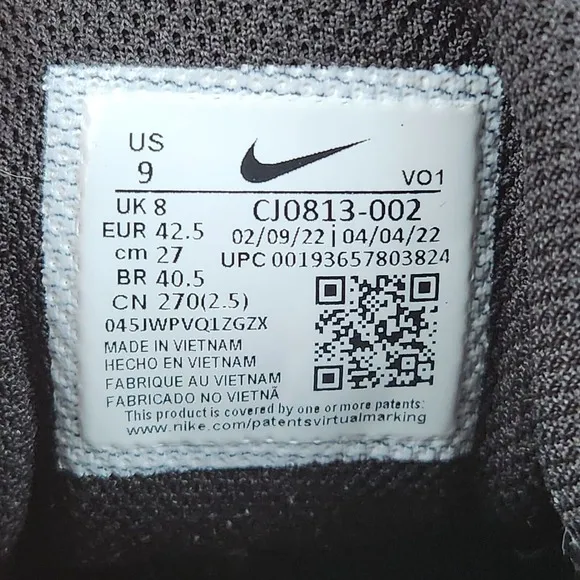 US
9
VO1
UK 8
EUR 42.5
cm 27
BR 40.5
CN 270(2.5)
CJ0813-002
02/09/22 | 04/04/22
UPC 00193657803824
045JWPVQ1ZGZX
MADE IN VIETNAM
HECHO EN VIETNAM
FABRIQUE AU VIETNAM
FABRICADO NO VIETNÃ
This product is covered by one or more patents:
www.nike.com/patentsvirtualmarking